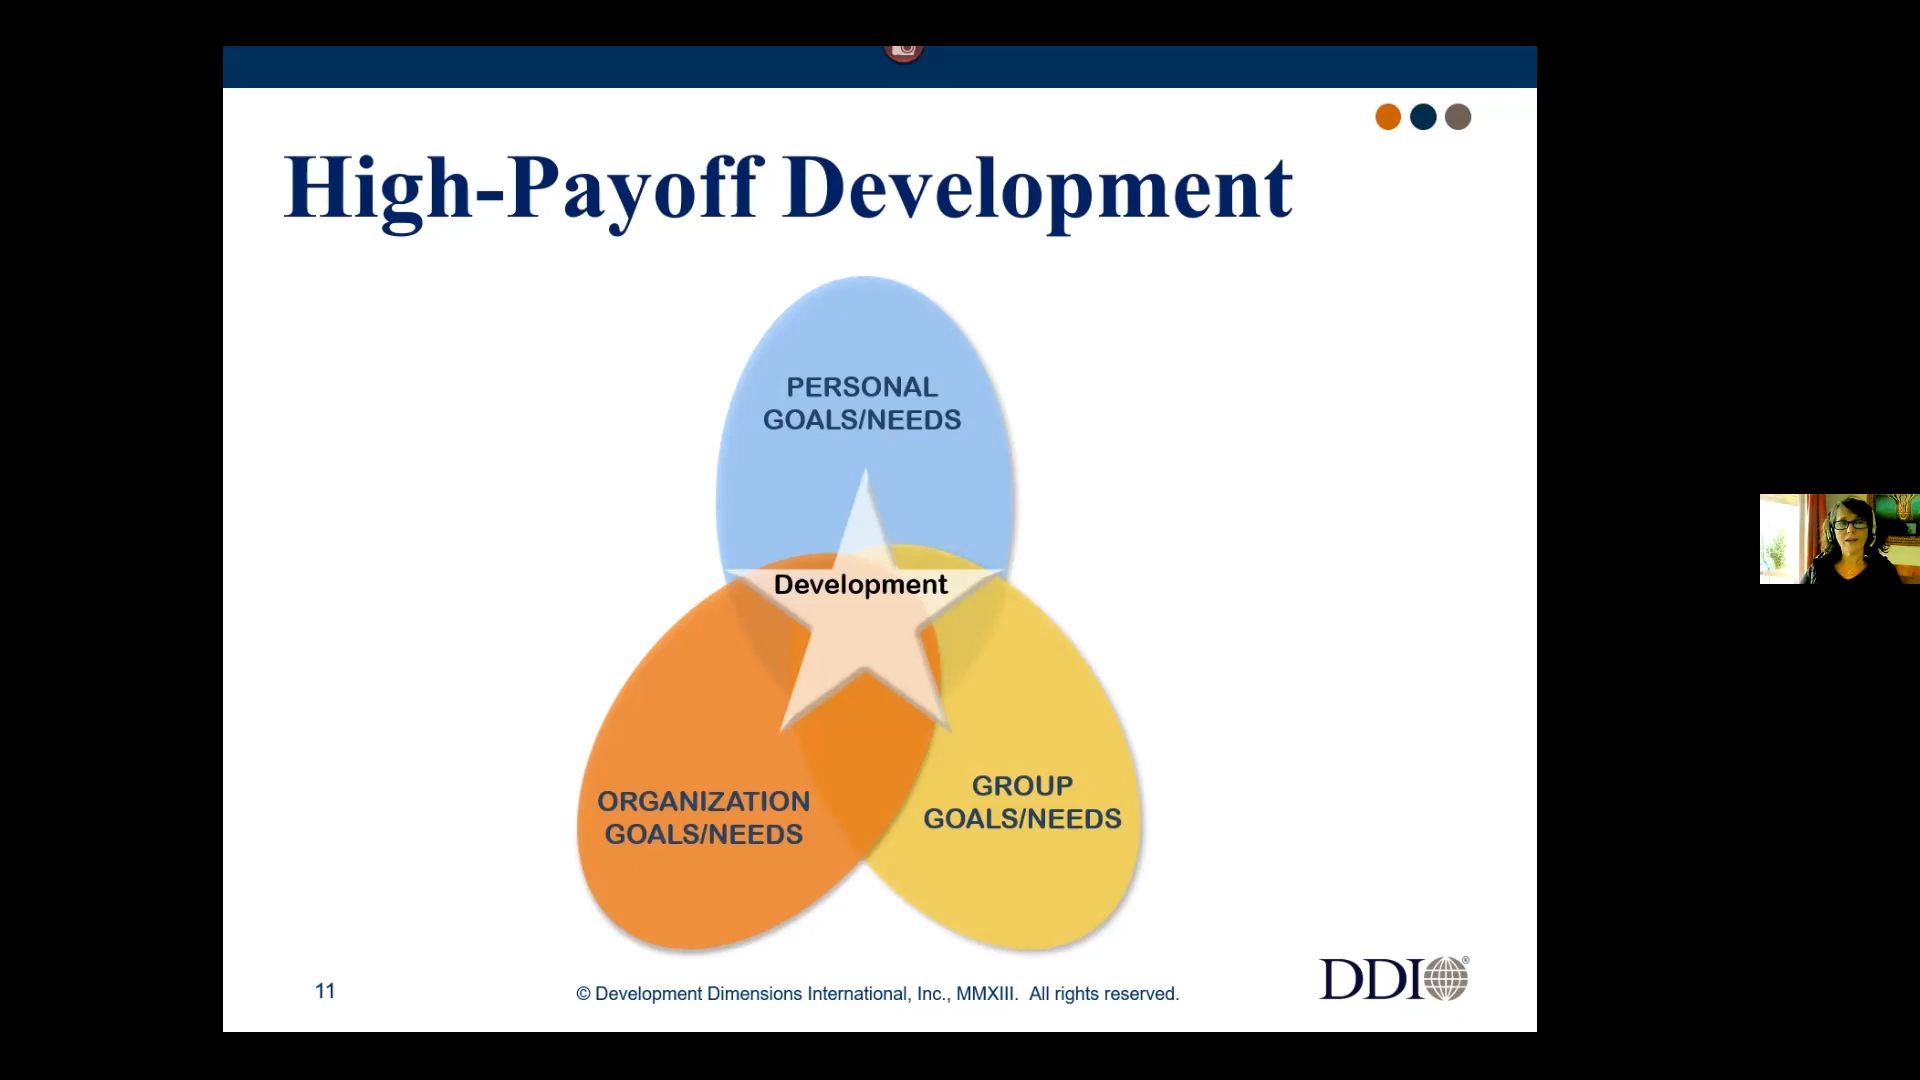 High-Payoff Development
PERSONAL
GOALS/NEEDS
Development
ORGANIZATION
GOALS/NEEDS
GROUP
GOALS/NEEDS
11
© Development Dimensions International, Inc., MMXIII. All rights reserved.
DDI®